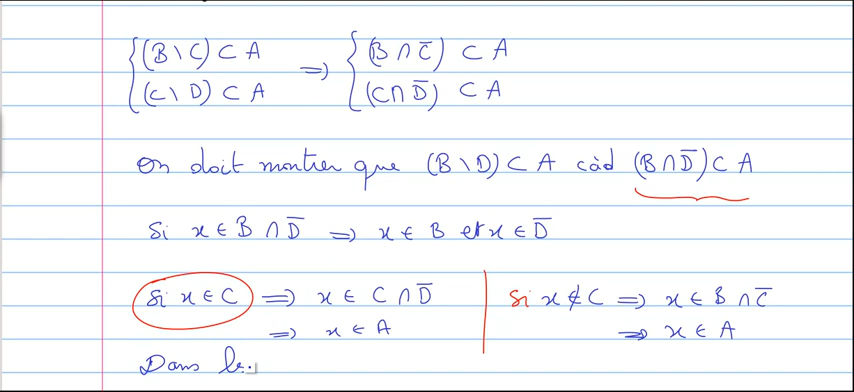 (B \ C) ⊂ A ⟹ (B ∩ C̅) ⊂ A
(C \ D) ⊂ A (C ∩ D̅) ⊂ A
On doit montrer que (B \ D) ⊂ A càd (B ∩ D̅) ⊂ A
Si x ∈ B ∩ D̅ ⟹ x ∈ B et x ∈ D̅
Si x ∈ C ⟹ x ∈ C ∩ D̅
⟹ x ∈ A
Si x ∉ C ⟹ x ∈ B ∩ C̅
⟹ x ∈ A
Dans le